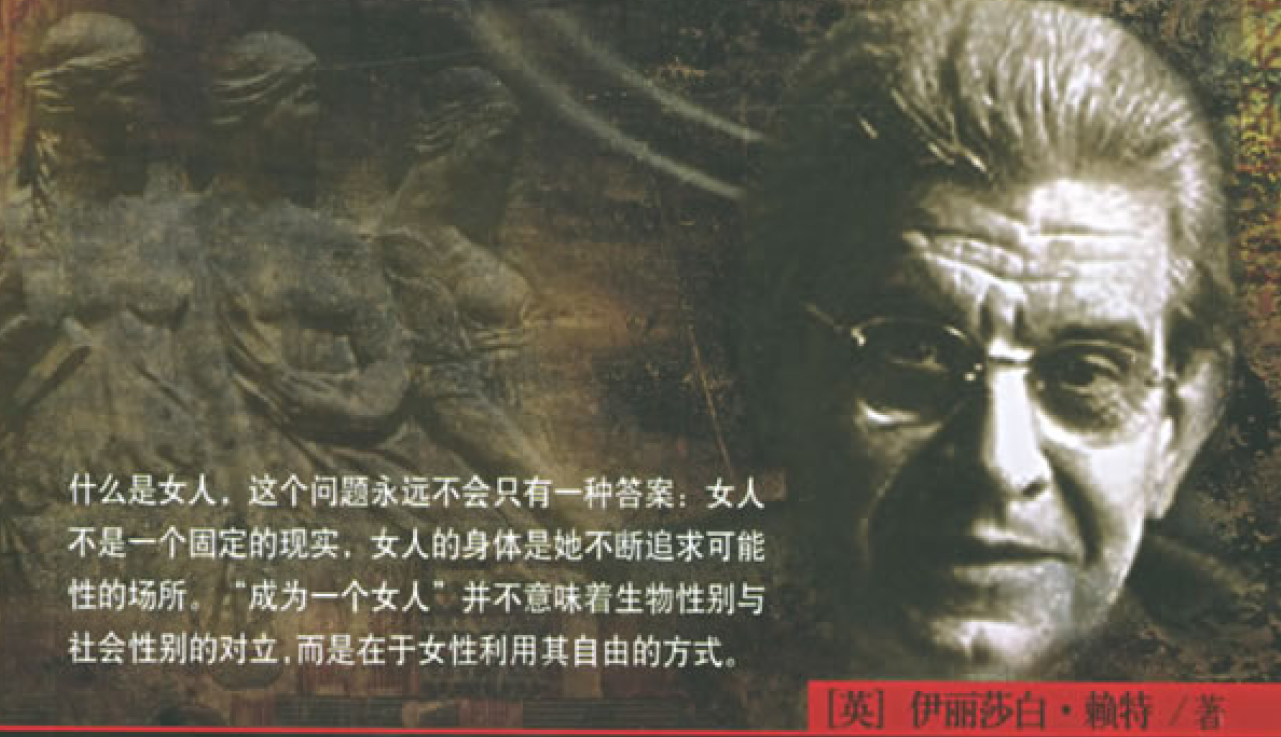 什么是女人，这个问题永远不会只有一种答案：女人
不是一个固定的现实，女人的身体是她不断追求可能
性的场所。“成为一个女人”并不意味着生物性别与
社会性别的对立，而是在于女性利用其自由的方式。
[英] 伊丽莎白·赖特 / 著